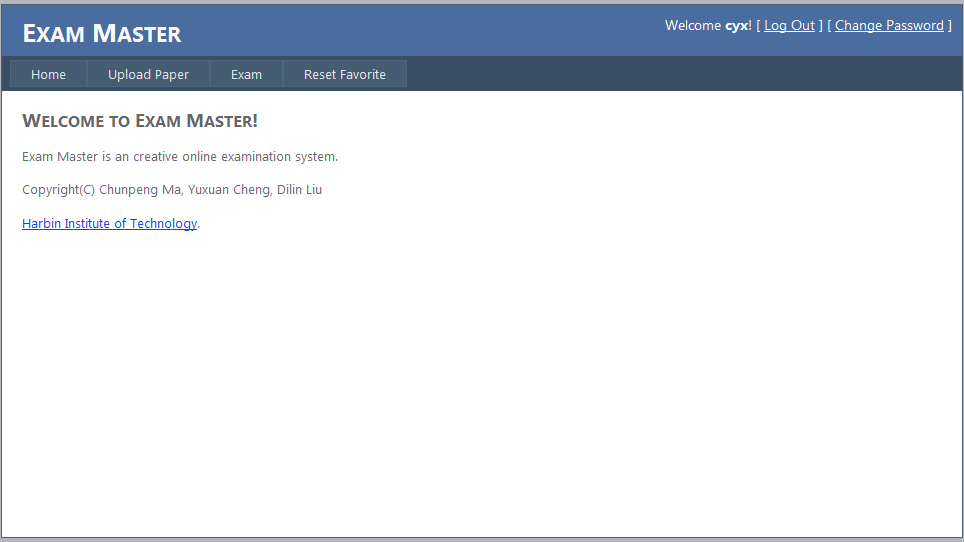 EXAM MASTER
Welcome cyx! [ Log Out ] [ Change Password ]
Home Upload Paper Exam Reset Favorite
WELCOME TO EXAM MASTER!
Exam Master is an creative online examination system.
Copyright(C) Chunpeng Ma, Yuxuan Cheng, Dilin Liu
Harbin Institute of Technology.